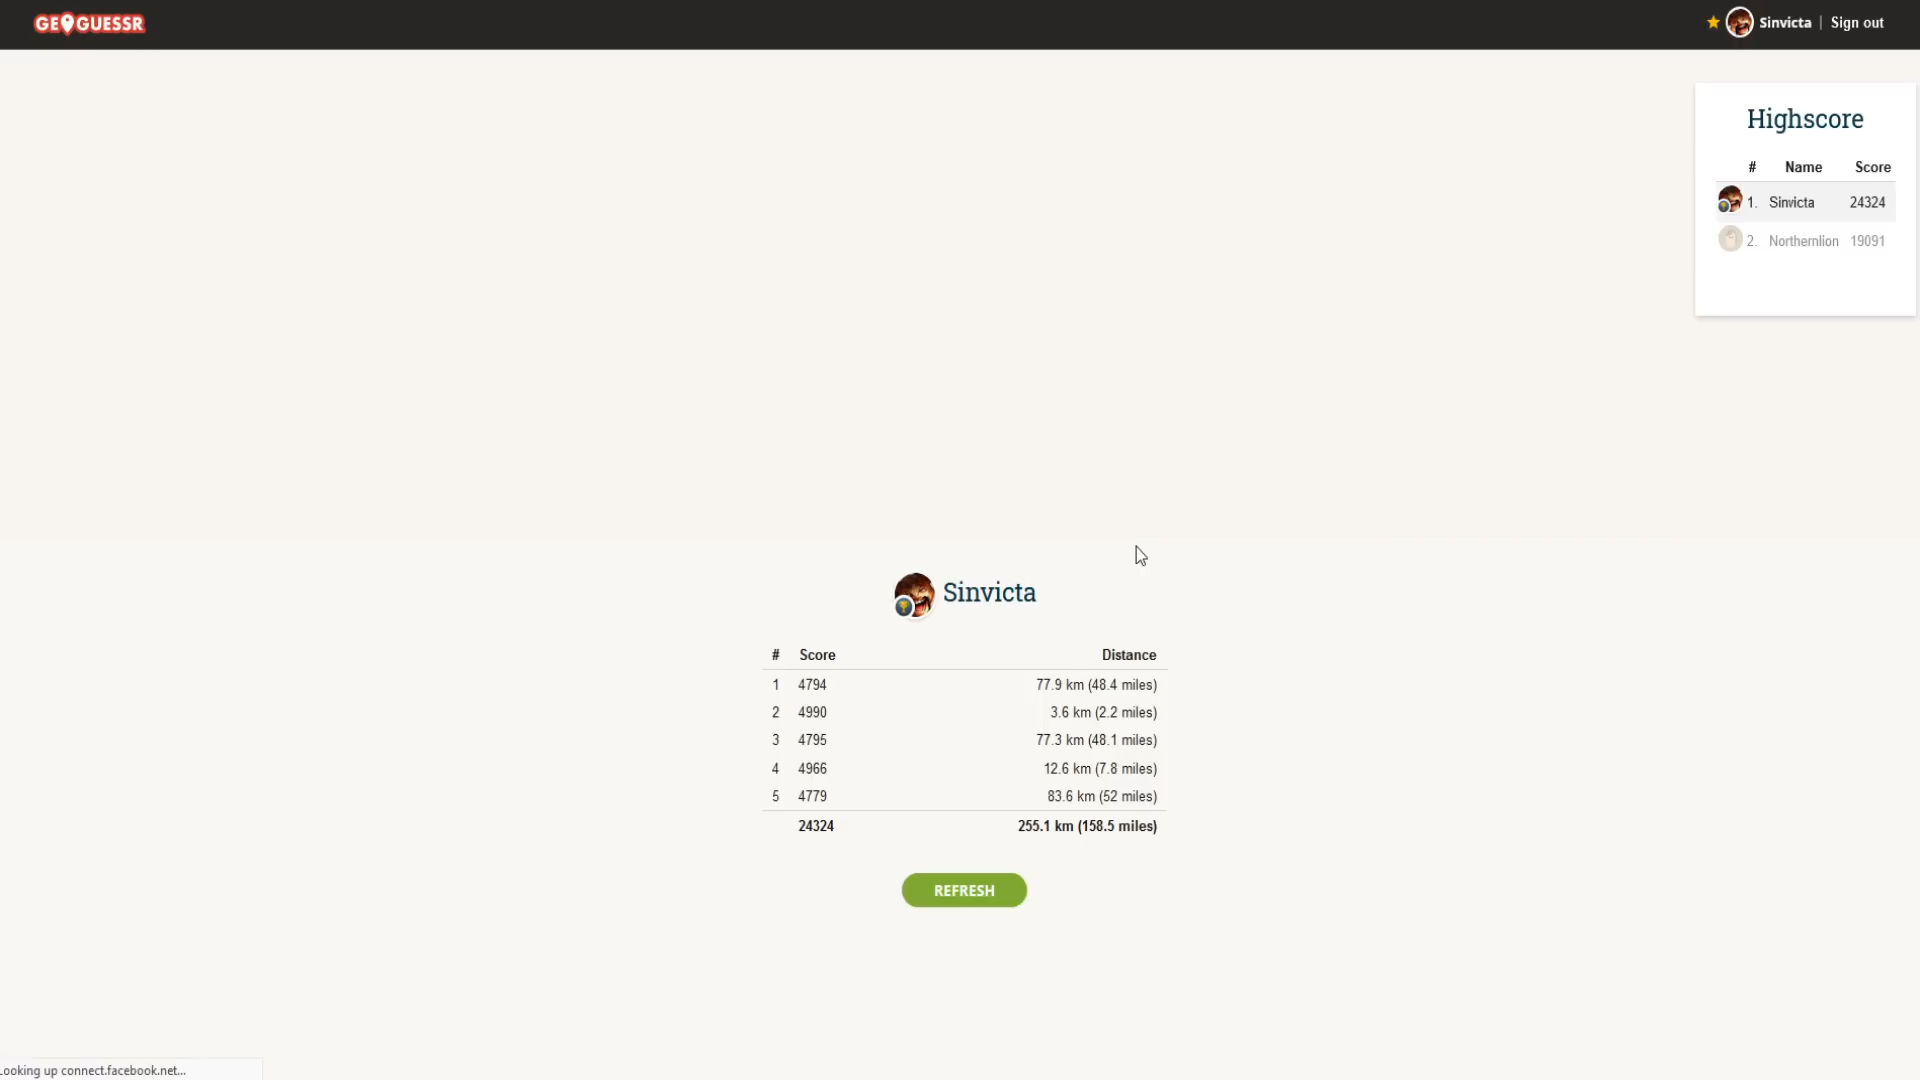 GEOGUESSR
Sinvicta | Sign out
Highscore
# Name Score
1. Sinvicta 24324
2. Northernlion 19091
Sinvicta
# Score Distance
1 4794 77.9 km (48.4 miles)
2 4990 3.6 km (2.2 miles)
3 4795 77.3 km (48.1 miles)
4 4966 12.6 km (7.8 miles)
5 4779 83.6 km (52 miles)
24324 255.1 km (158.5 miles)
REFRESH
Looking up connect.facebook.net...